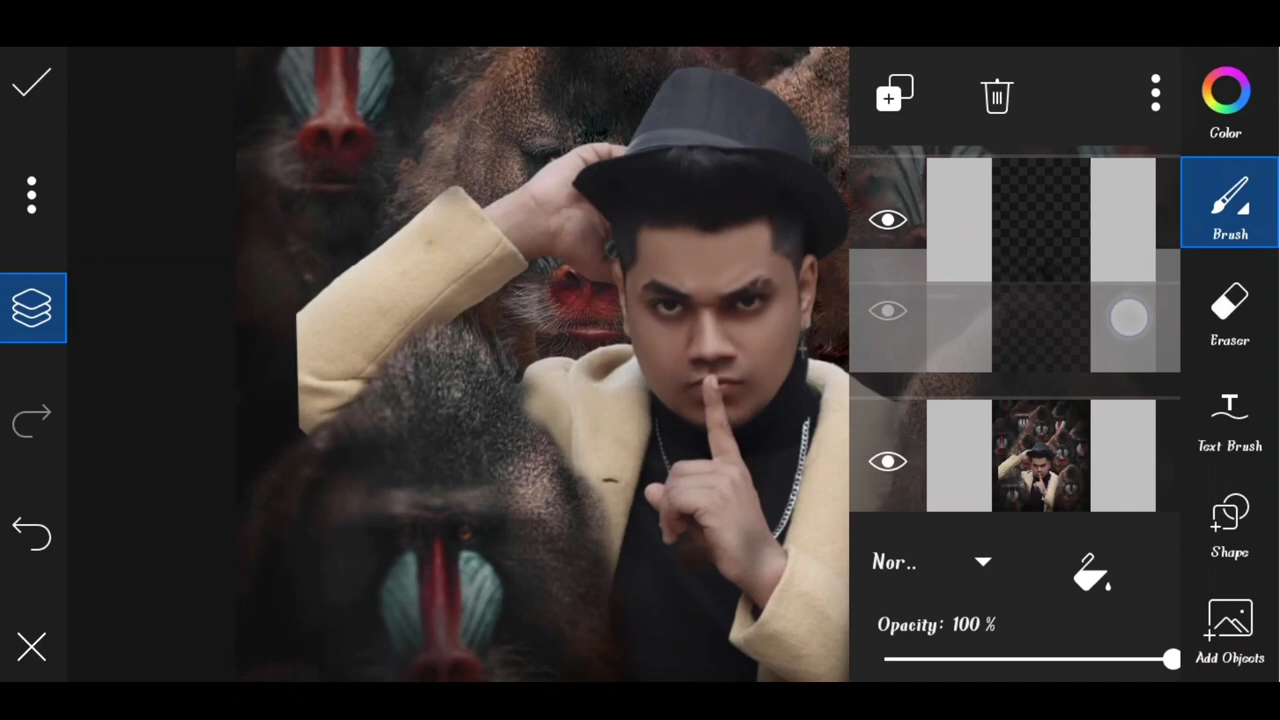 Color
Brush
Eraser
Text Brush
Shape
Nor..
Opacity: 100 %
Add Objects